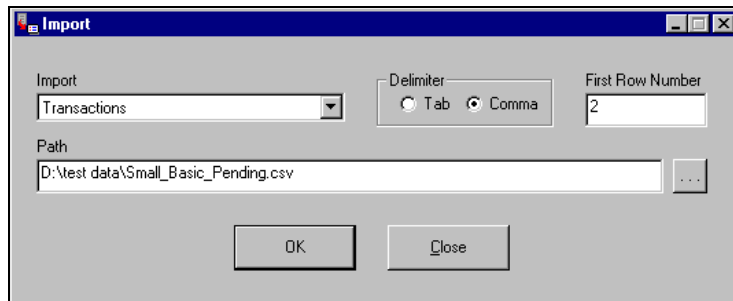 Import
Import
Delimiter
First Row Number
Transactions
Tab
Comma
2
Path
D:\test data\Small_Basic_Pending.csv
...
OK
Close